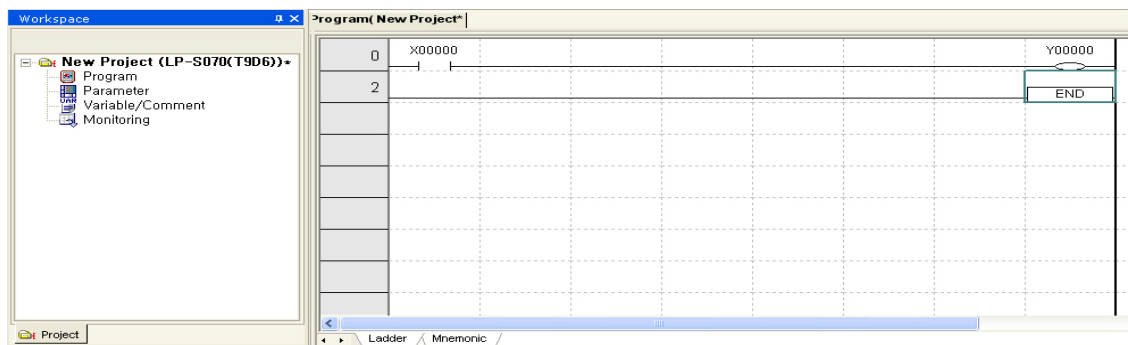 Workspace
New Project (LP-S070(T9D6))*
Program
Parameter
Variable/Comment
Monitoring
Project
Program( New Project*
0
X00000
Y00000
2
END
Ladder
Mnemonic